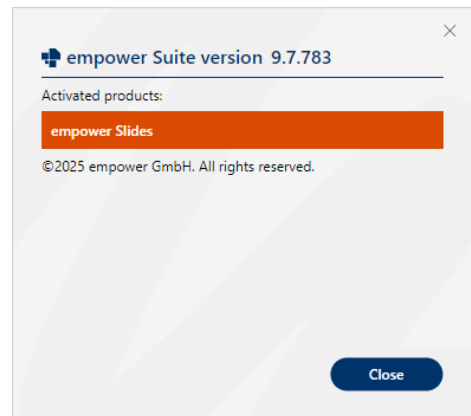 empower Suite version 9.7.783
Activated products:
empower Slides
©2025 empower GmbH. All rights reserved.
Close